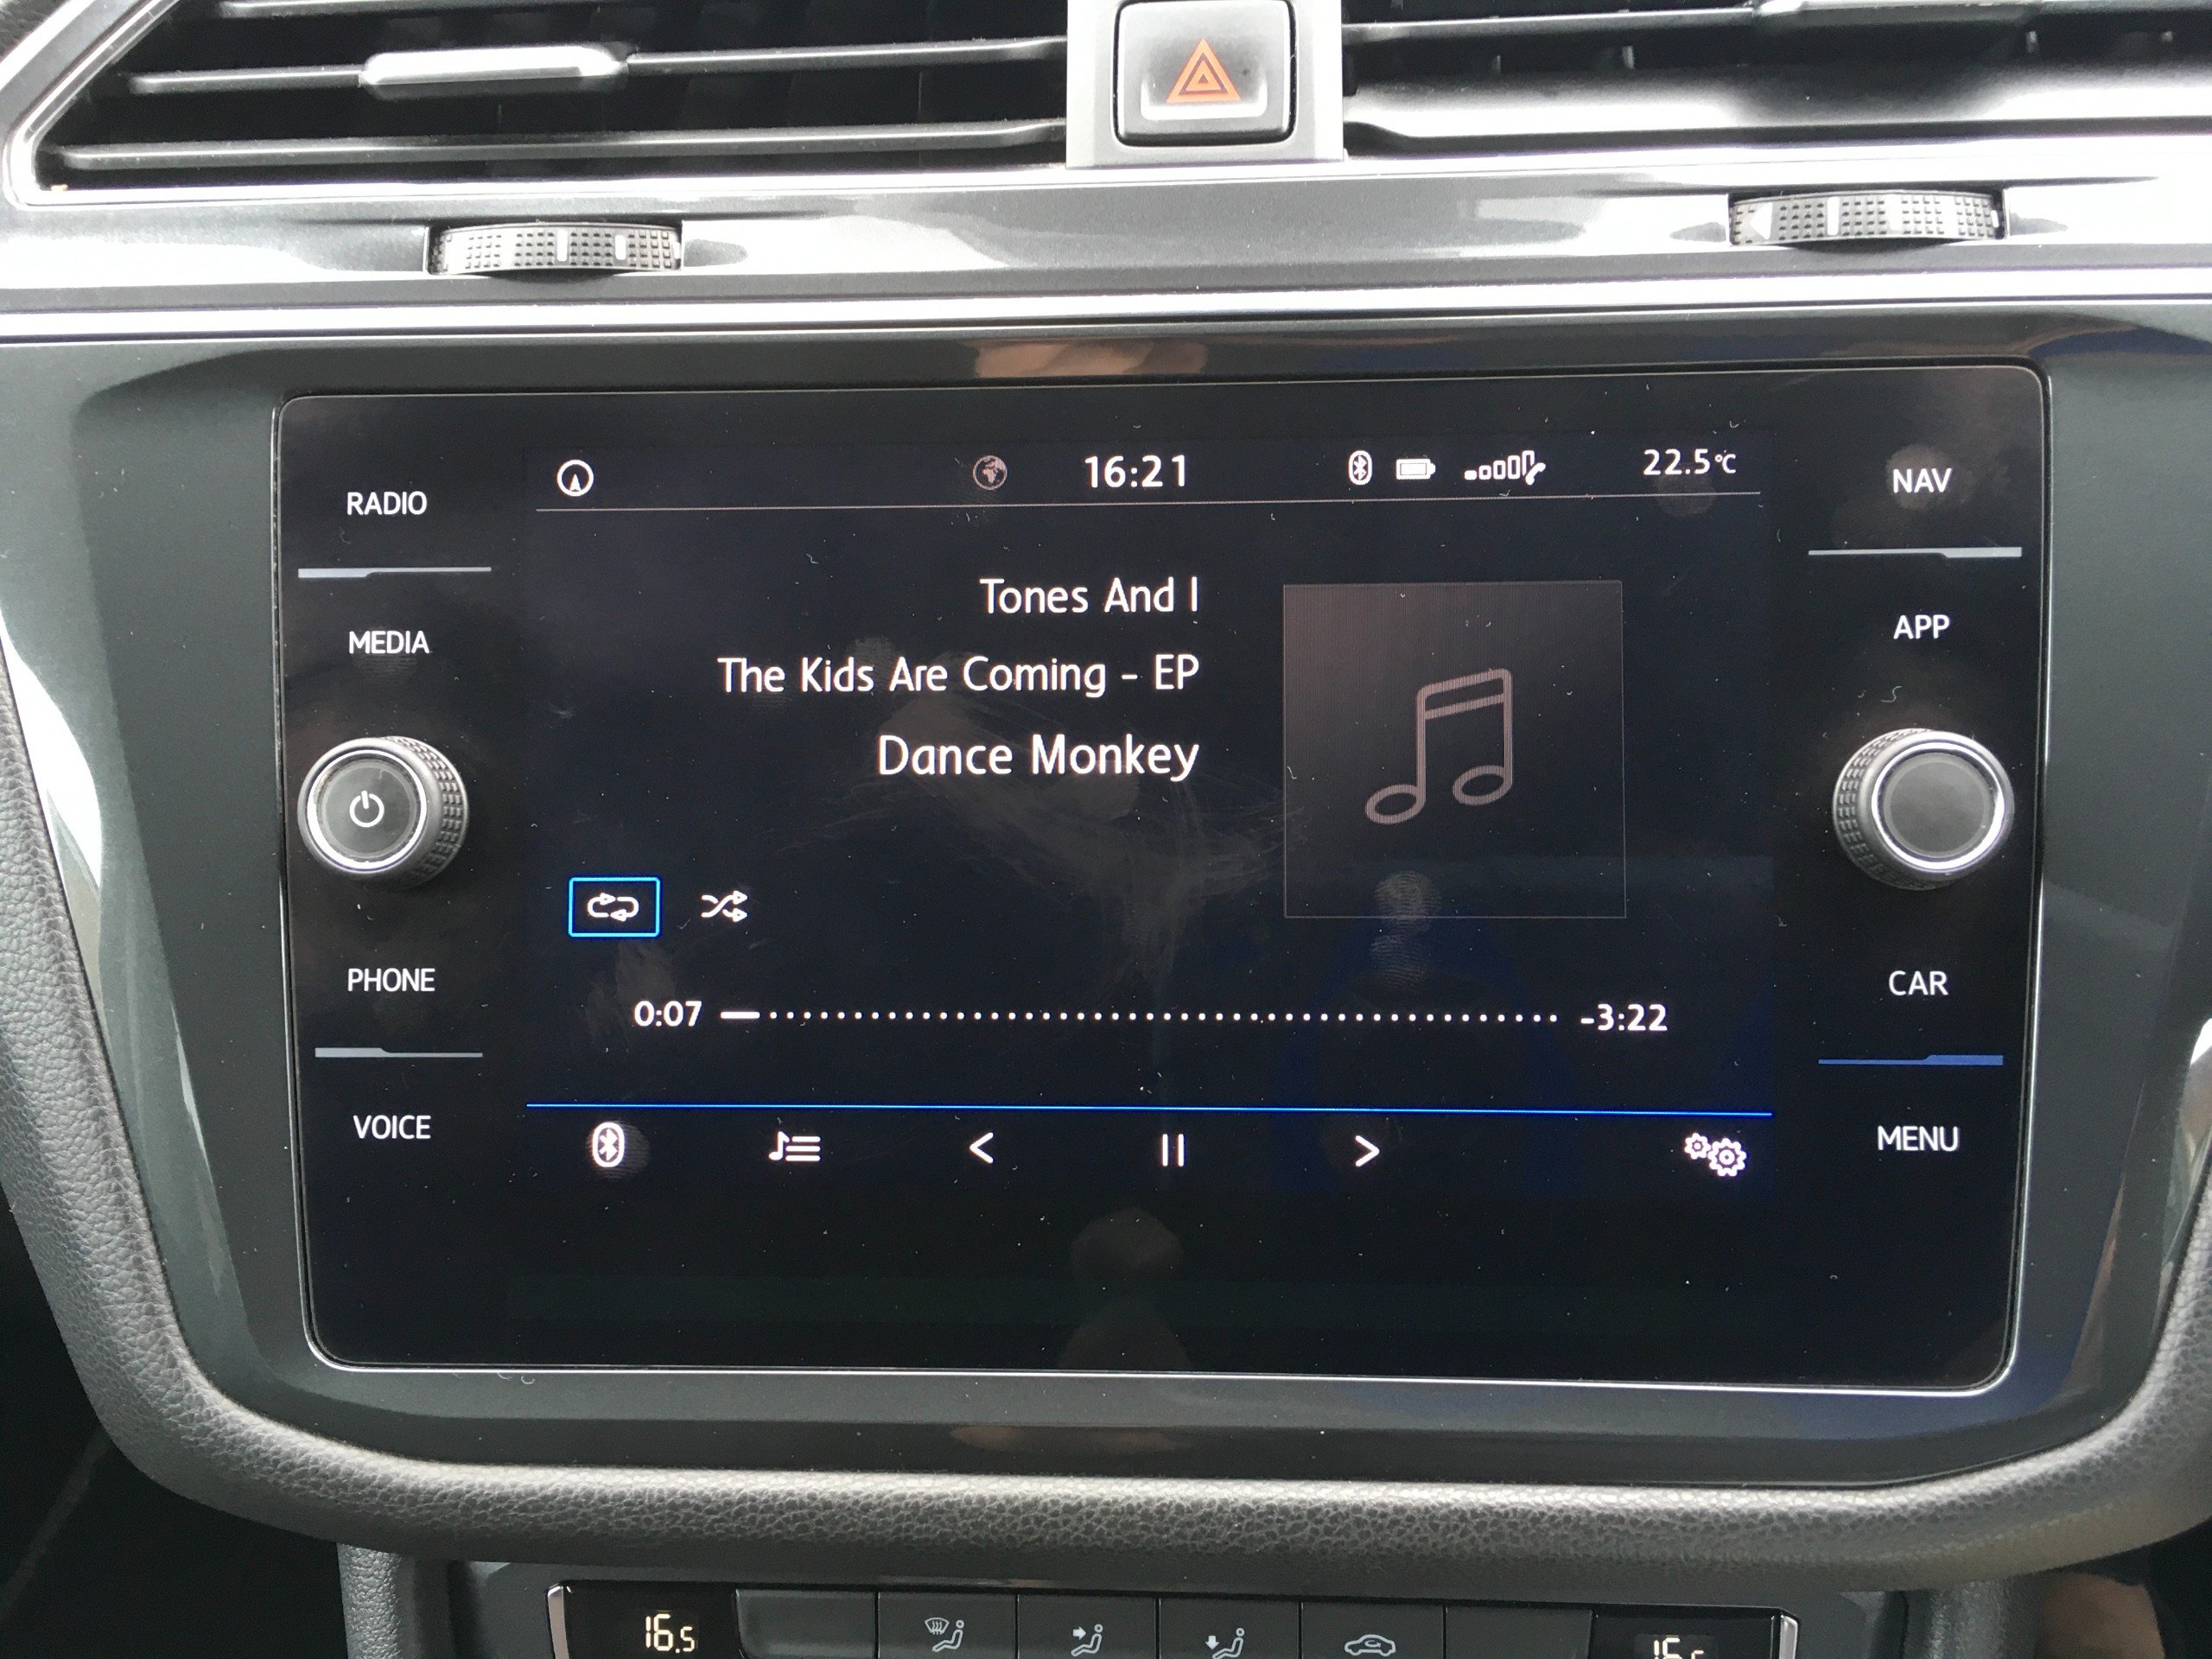 RADIO
MEDIA
PHONE
VOICE
16:21
22.5°C
Tones And I
The Kids Are Coming - EP
Dance Monkey
0:07
-3:22
NAV
APP
CAR
MENU
16.5